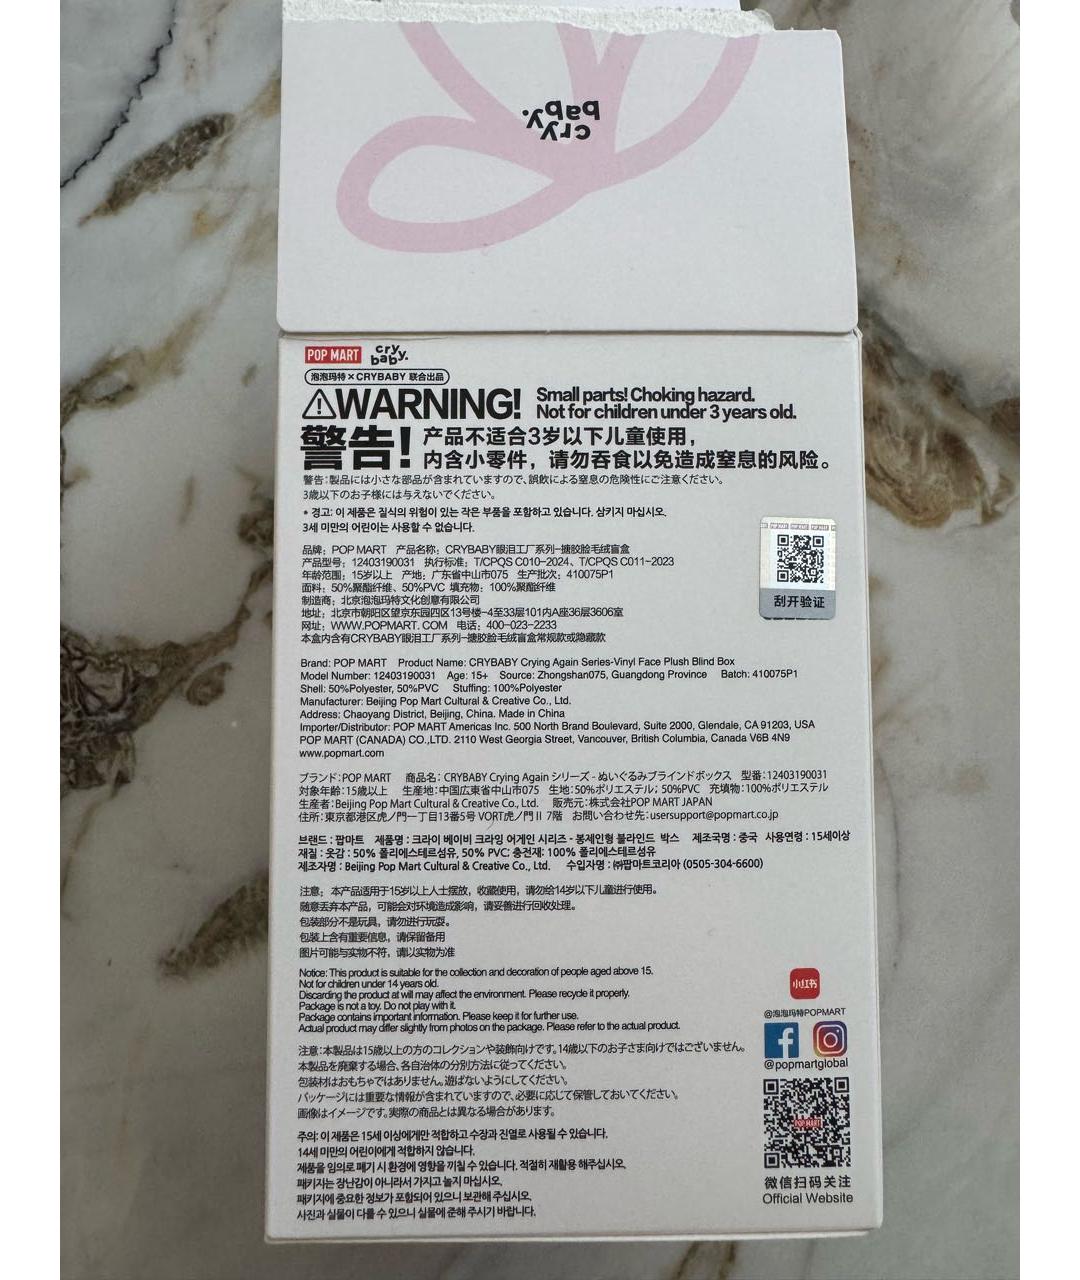 cry
baby.
POP MART cry
baby.
泡泡玛特×CRYBABY 联合出品
⚠WARNING! Small parts! Choking hazard.
Not for children under 3 years old.
警告! 产品不适合3岁以下儿童使用，
内含小零件，请勿吞食以免造成窒息的风险。
警告:製品には小さな部品が含まれていますので、誤飲による窒息の危険性にご注意ください。
3歳以下のお子様には与えないでください。
* 경고: 이 제품은 질식의 위험이 있는 작은 부품을 포함하고 있습니다. 삼키지 마십시오.
3세 미만의 어린이는 사용할 수 없습니다.
POP MART POP MART POP MART
刮开验证
品牌：POP MART 产品名称：CRYBABY眼泪工厂系列-搪胶脸毛绒盲盒
产品型号：12403190031 执行标准：T/CPQS C010-2024、T/CPQS C011-2023
年龄范围：15岁以上 产地：广东省中山市075 生产批次：410075P1
面料：50%聚酯纤维、50%PVC 填充物：100%聚酯纤维
制造商：北京泡泡玛特文化创意有限公司
地址：北京市朝阳区望京东园四区13号楼-4至33层101内A座36层3606室
网址：WWW.POPMART. COM 电话：400-023-2233
本盒内含有CRYBABY眼泪工厂系列-搪胶脸毛绒盲盒常规款或隐藏款
Brand: POP MART Product Name: CRYBABY Crying Again Series-Vinyl Face Plush Blind Box
Model Number: 12403190031 Age: 15+ Source: Zhongshan075, Guangdong Province Batch: 410075P1
Shell: 50%Polyester, 50%PVC Stuffing: 100%Polyester
Manufacturer: Beijing Pop Mart Cultural & Creative Co., Ltd.
Address: Chaoyang District, Beijing, China. Made in China
Importer/Distributor: POP MART Americas Inc. 500 North Brand Boulevard, Suite 2000, Glendale, CA 91203, USA
POP MART (CANADA) CO.,LTD. 2110 West Georgia Street, Vancouver, British Columbia, Canada V6B 4N9
www.popmart.com
ブランド:POP MART 商品名: CRYBABY Crying Again シリーズ - ぬいぐるみブラインドボックス 型番:12403190031
対象年齢:15歳以上 生産地:中国広東省中山市075 生地:50%ポリエステル; 50%PVC 充填物:100%ポリエステル
生産者:Beijing Pop Mart Cultural & Creative Co., Ltd. 販売元:株式会社POP MART JAPAN
住所:東京都港区虎ノ門一丁目13番5号 VORT虎ノ門II 7階 お問い合わせ先:usersupport@popmart.co.jp
브랜드 : 팝마트 제품명 : 크라이 베이비 크라잉 어게인 시리즈 - 봉제인형 블라인드 박스 제조국명 : 중국 사용연령 : 15세이상
재질 : 옷감 : 50% 폴리에스테르섬유, 50% PVC; 충전재: 100% 폴리에스테르섬유
제조자명 : Beijing Pop Mart Cultural & Creative Co., Ltd. 수입자명 : ㈜팝마트코리아 (0505-304-6600)
注意：本产品适用于15岁以上人士摆放，收藏使用，请勿给14岁以下儿童进行使用。
随意丢弃本产品，可能会对环境造成影响，请妥善进行回收处理。
包装部分不是玩具，请勿进行玩耍。
包装上含有重要信息，请保留备用
图片可能与实物不符，请以实物为准
Notice: This product is suitable for the collection and decoration of people aged above 15.
Not for children under 14 years old.
Discarding the product at will may affect the environment. Please recycle it properly.
Package is not a toy. Do not play with it.
Package contains important information. Please keep it for further use.
Actual product may differ slightly from photos on the package. Please refer to the actual product.
注意:本製品は15歳以上の方のコレクションや装飾向けです。14歳以下のお子さま向けではございません。
本製品を廃棄する場合、各自治体の分別方法に従ってください。
包装材はおもちゃではありません。遊ばないようにしてください。
パッケージには重要な情報が含まれていますので、必要に応じて保管しておいてください。
画像はイメージです。実際の商品とは異なる場合があります。
주의: 이 제품은 15세 이상에게만 적합하고 수장과 진열로 사용될 수 있습니다.
14세 미만의 어린이에게 적합하지 않습니다.
제품을 임의로 폐기 시 환경에 영향을 끼칠 수 있습니다. 적절히 재활용 해주십시오.
패키지는 장난감이 아니라서 가지고 놀지 마십시오.
패키지에 중요한 정보가 포함되어 있으니 보관해 주십시오.
사진과 실물이 다를 수 있으니 실물에 준해 주시기 바랍니다.
小红书
@泡泡玛特POPMART
@popmartglobal
POP MART
微信扫码关注
Official Website